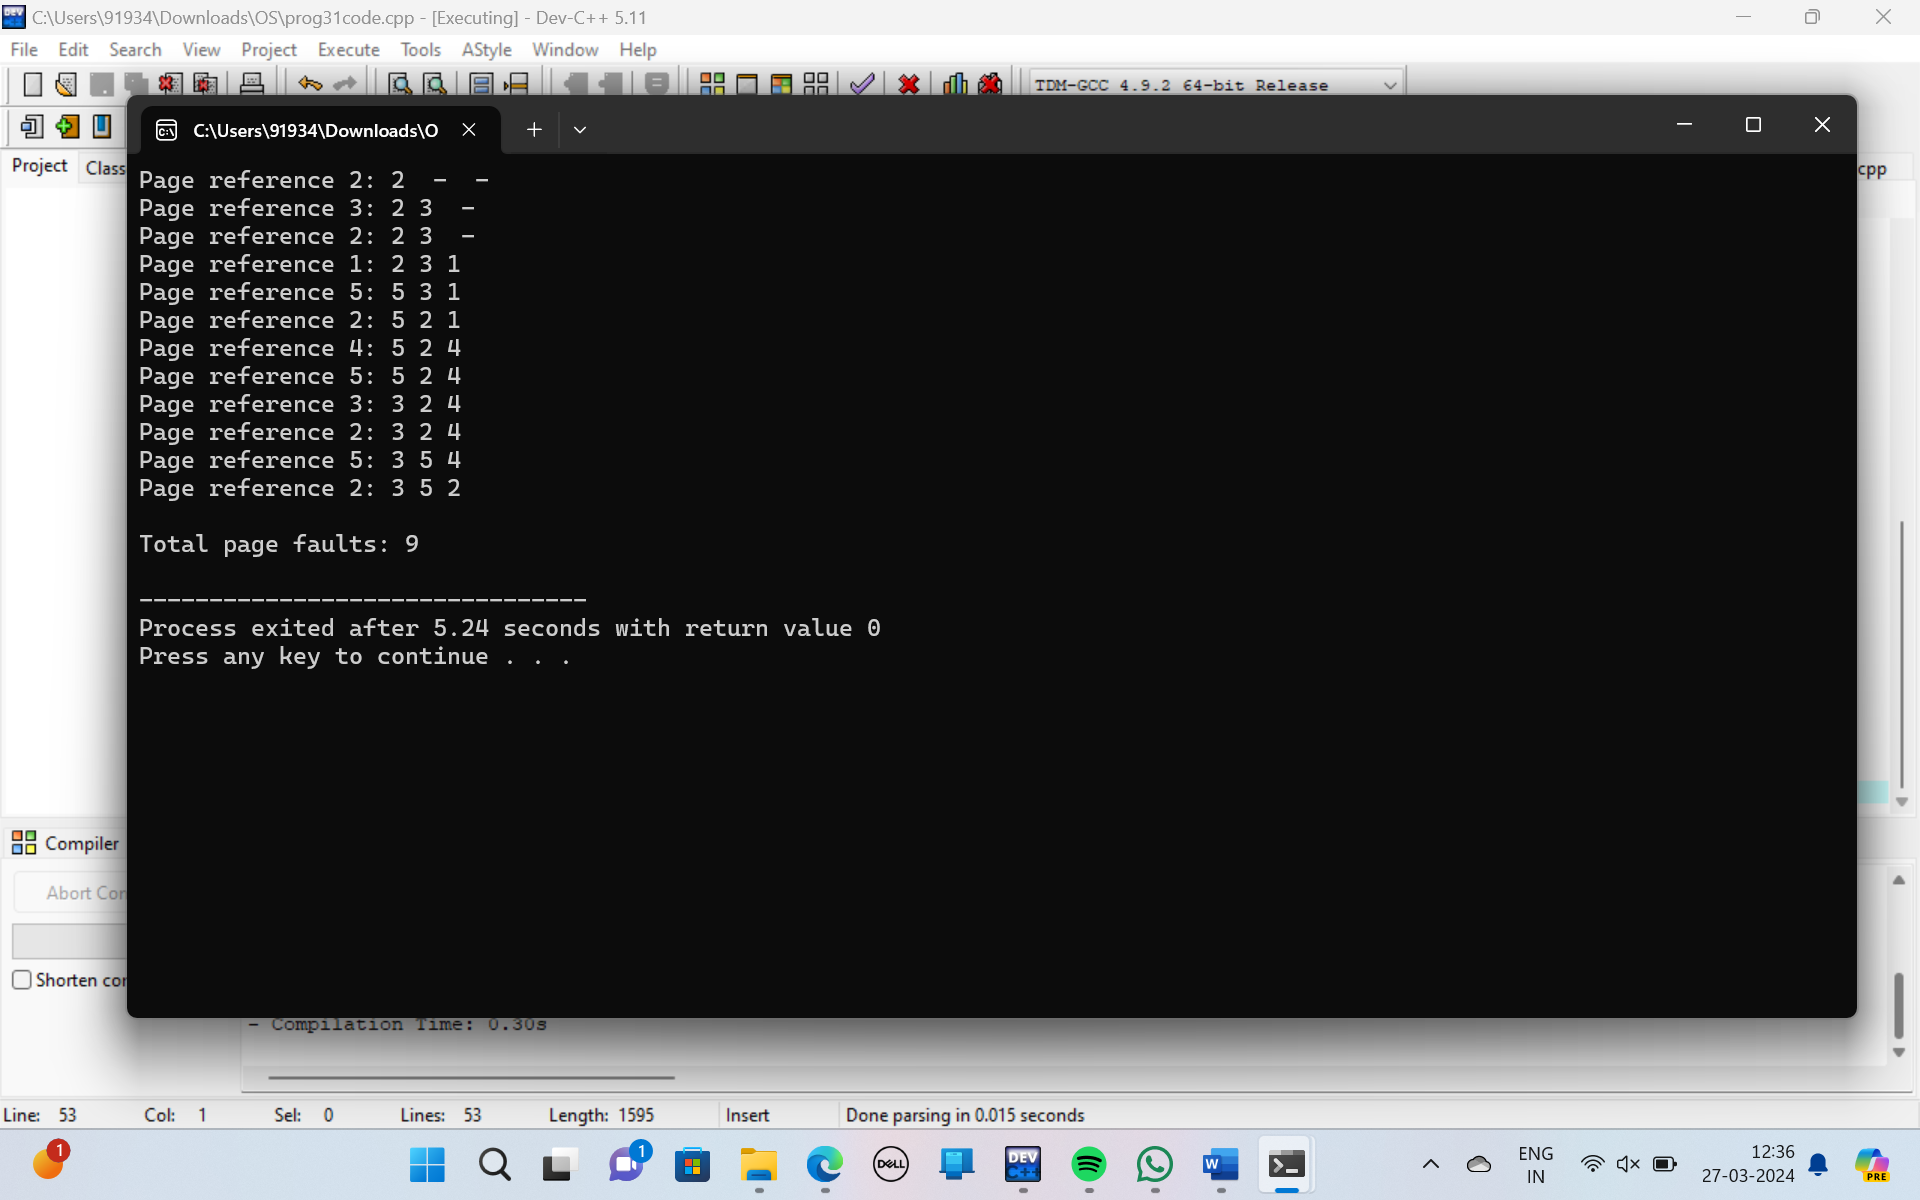 C:\Users\91934\Downloads\OS\prog31code.cpp - [Executing] - Dev-C++ 5.11
File Edit Search View Project Execute Tools AStyle Window Help
TDM-GCC 4.9.2 64-bit Release
C:\Users\91934\Downloads\O
Project Class
cpp
Page reference 2: 2  -  -
Page reference 3: 2 3  -
Page reference 2: 2 3  -
Page reference 1: 2 3 1
Page reference 5: 5 3 1
Page reference 2: 5 2 1
Page reference 4: 5 2 4
Page reference 5: 5 2 4
Page reference 3: 3 2 4
Page reference 2: 3 2 4
Page reference 5: 3 5 4
Page reference 2: 3 5 2
Total page faults: 9
--------------------------------
Process exited after 5.24 seconds with return value 0
Press any key to continue . . .
Compiler
Abort Con
Shorten cor
- Compilation Time: 0.30s
Line: 53 Col: 1 Sel: 0 Lines: 53 Length: 1595 Insert Done parsing in 0.015 seconds
1
1
DELL
DEV C++
W
ENG
IN
12:36
27-03-2024
PRE